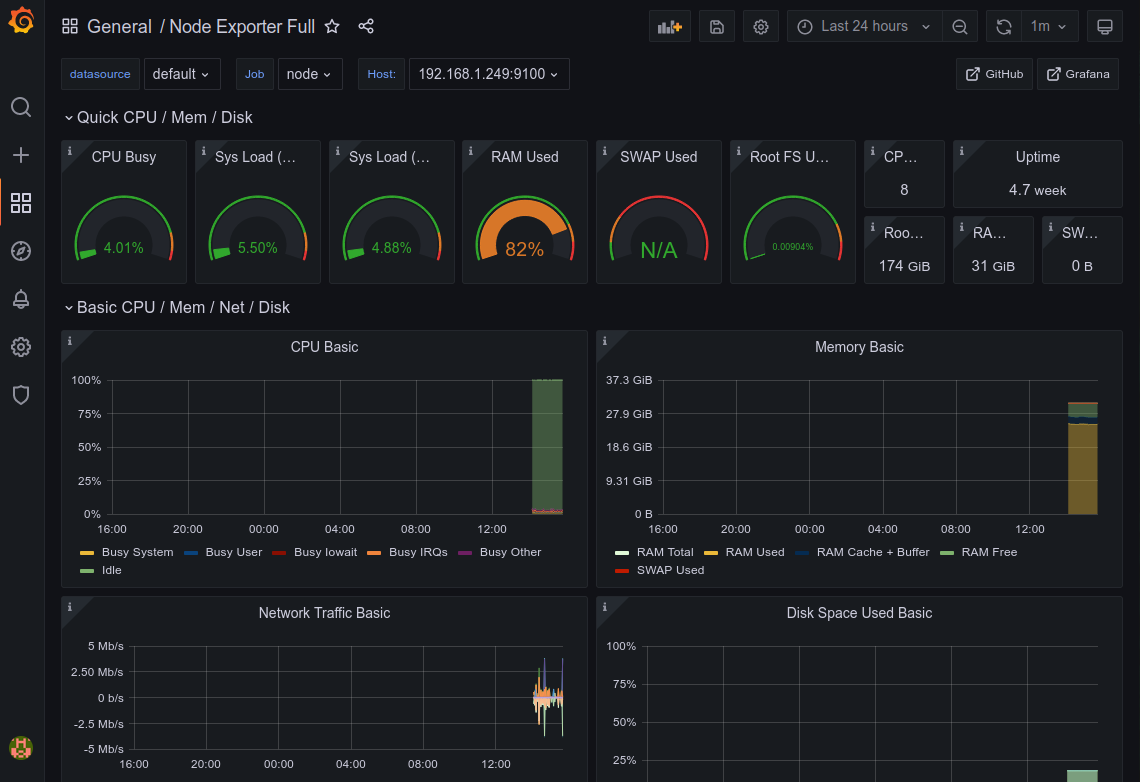 General / Node Exporter Full
Last 24 hours
1m
datasource default Job node Host: 192.168.1.249:9100 GitHub Grafana
Quick CPU / Mem / Disk
CPU Busy
4.01%
Sys Load (...
5.50%
Sys Load (...
4.88%
RAM Used
82%
SWAP Used
N/A
Root FS U...
0.00904%
CP...
8
Uptime
4.7 week
Roo...
174 GiB
RA...
31 GiB
SW...
0 B
Basic CPU / Mem / Net / Disk
CPU Basic
100%
75%
50%
25%
0%
16:00 20:00 00:00 04:00 08:00 12:00
Busy System Busy User Busy Iowait Busy IRQs Busy Other
Idle
Memory Basic
37.3 GiB
27.9 GiB
18.6 GiB
9.31 GiB
0 B
16:00 20:00 00:00 04:00 08:00 12:00
RAM Total RAM Used RAM Cache + Buffer RAM Free
SWAP Used
Network Traffic Basic
5 Mb/s
2.50 Mb/s
0 b/s
-2.5 Mb/s
-5 Mb/s
16:00 20:00 00:00 04:00 08:00 12:00
Disk Space Used Basic
100%
75%
50%
25%